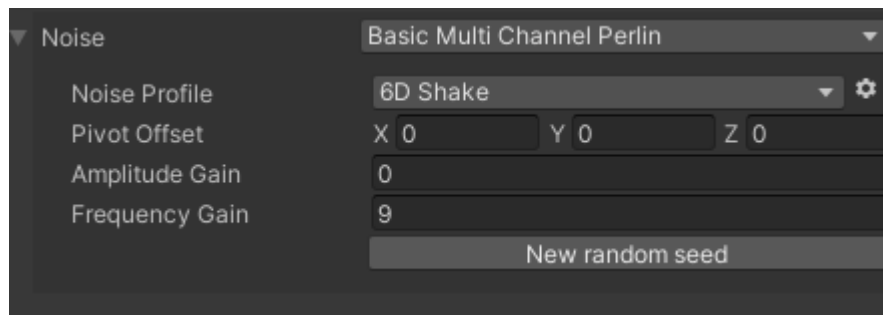 Noise Basic Multi Channel Perlin
Noise Profile 6D Shake
Pivot Offset X 0 Y 0 Z 0
Amplitude Gain 0
Frequency Gain 9
New random seed